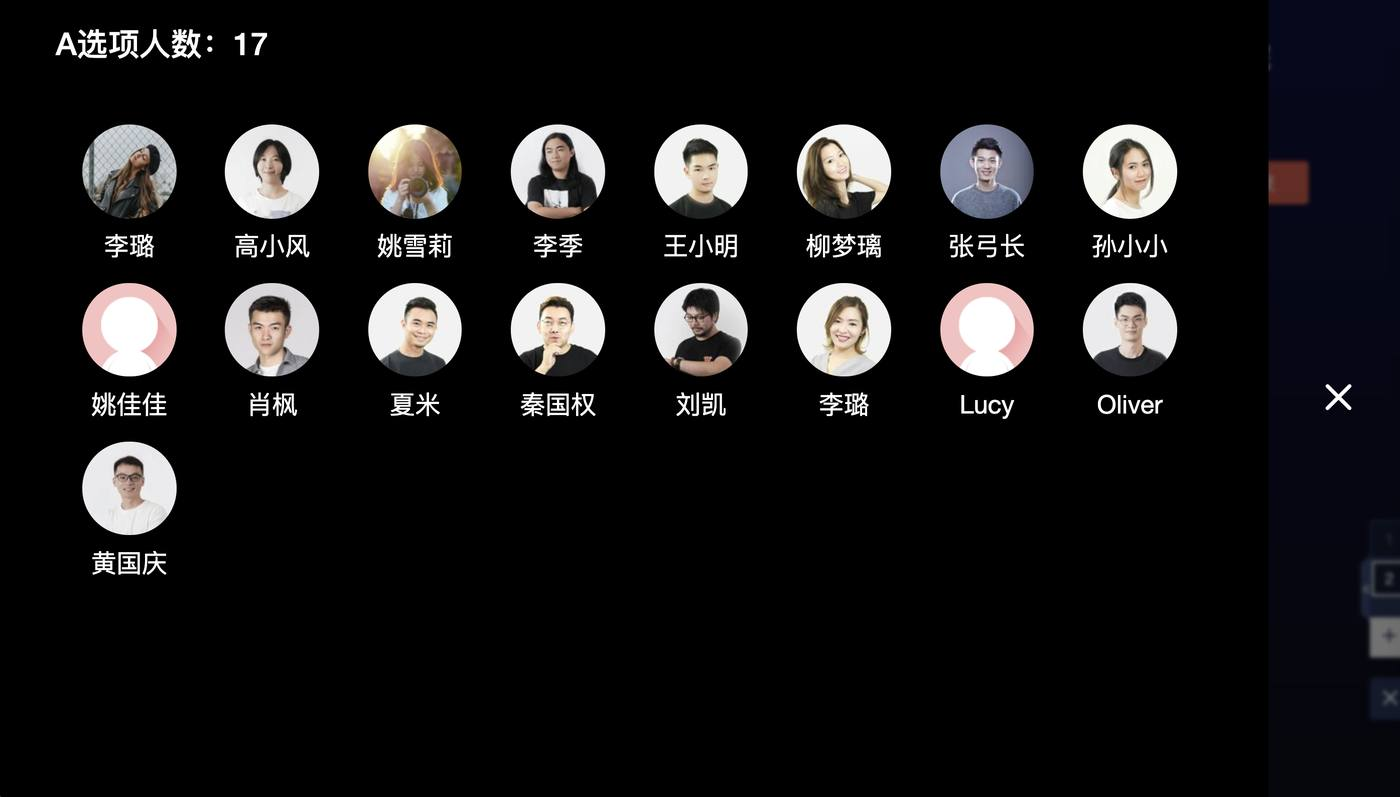 A选项人数：17
李璐 高小风 姚雪莉 李季 王小明 柳梦璃 张弓长 孙小小
姚佳佳 肖枫 夏米 秦国权 刘凯 李璐 Lucy Oliver
黄国庆
1
2